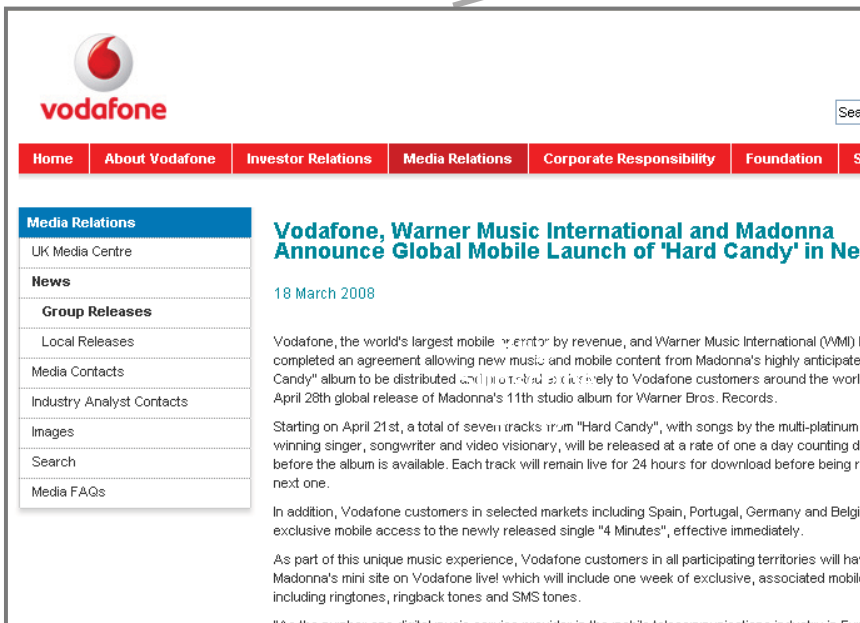 vodafone
Sea
Home About Vodafone Investor Relations Media Relations Corporate Responsibility Foundation S
Media Relations
UK Media Centre
News
Group Releases
Local Releases
Media Contacts
Industry Analyst Contacts
Images
Search
Media FAQs
Vodafone, Warner Music International and Madonna
Announce Global Mobile Launch of 'Hard Candy' in Ne
18 March 2008
Vodafone, the world's largest mobile by revenue, and Warner Music International (WMI)
completed an agreement allowing new music and mobile content from Madonna's highly anticipate
Candy" album to be distributed to Vodafone customers around the worl
April 28th global release of Madonna's 11th studio album for Warner Bros. Records.
Starting on April 21st, a total of seven tracks from "Hard Candy", with songs by the multi-platinum
winning singer, songwriter and video visionary, will be released at a rate of one a day counting d
before the album is available. Each track will remain live for 24 hours for download before being r
next one.
In addition, Vodafone customers in selected markets including Spain, Portugal, Germany and Belgi
exclusive mobile access to the newly released single "4 Minutes", effective immediately.
As part of this unique music experience, Vodafone customers in all participating territories will ha
Madonna's mini site on Vodafone live! which will include one week of exclusive, associated mobil
including ringtones, ringback tones and SMS tones.